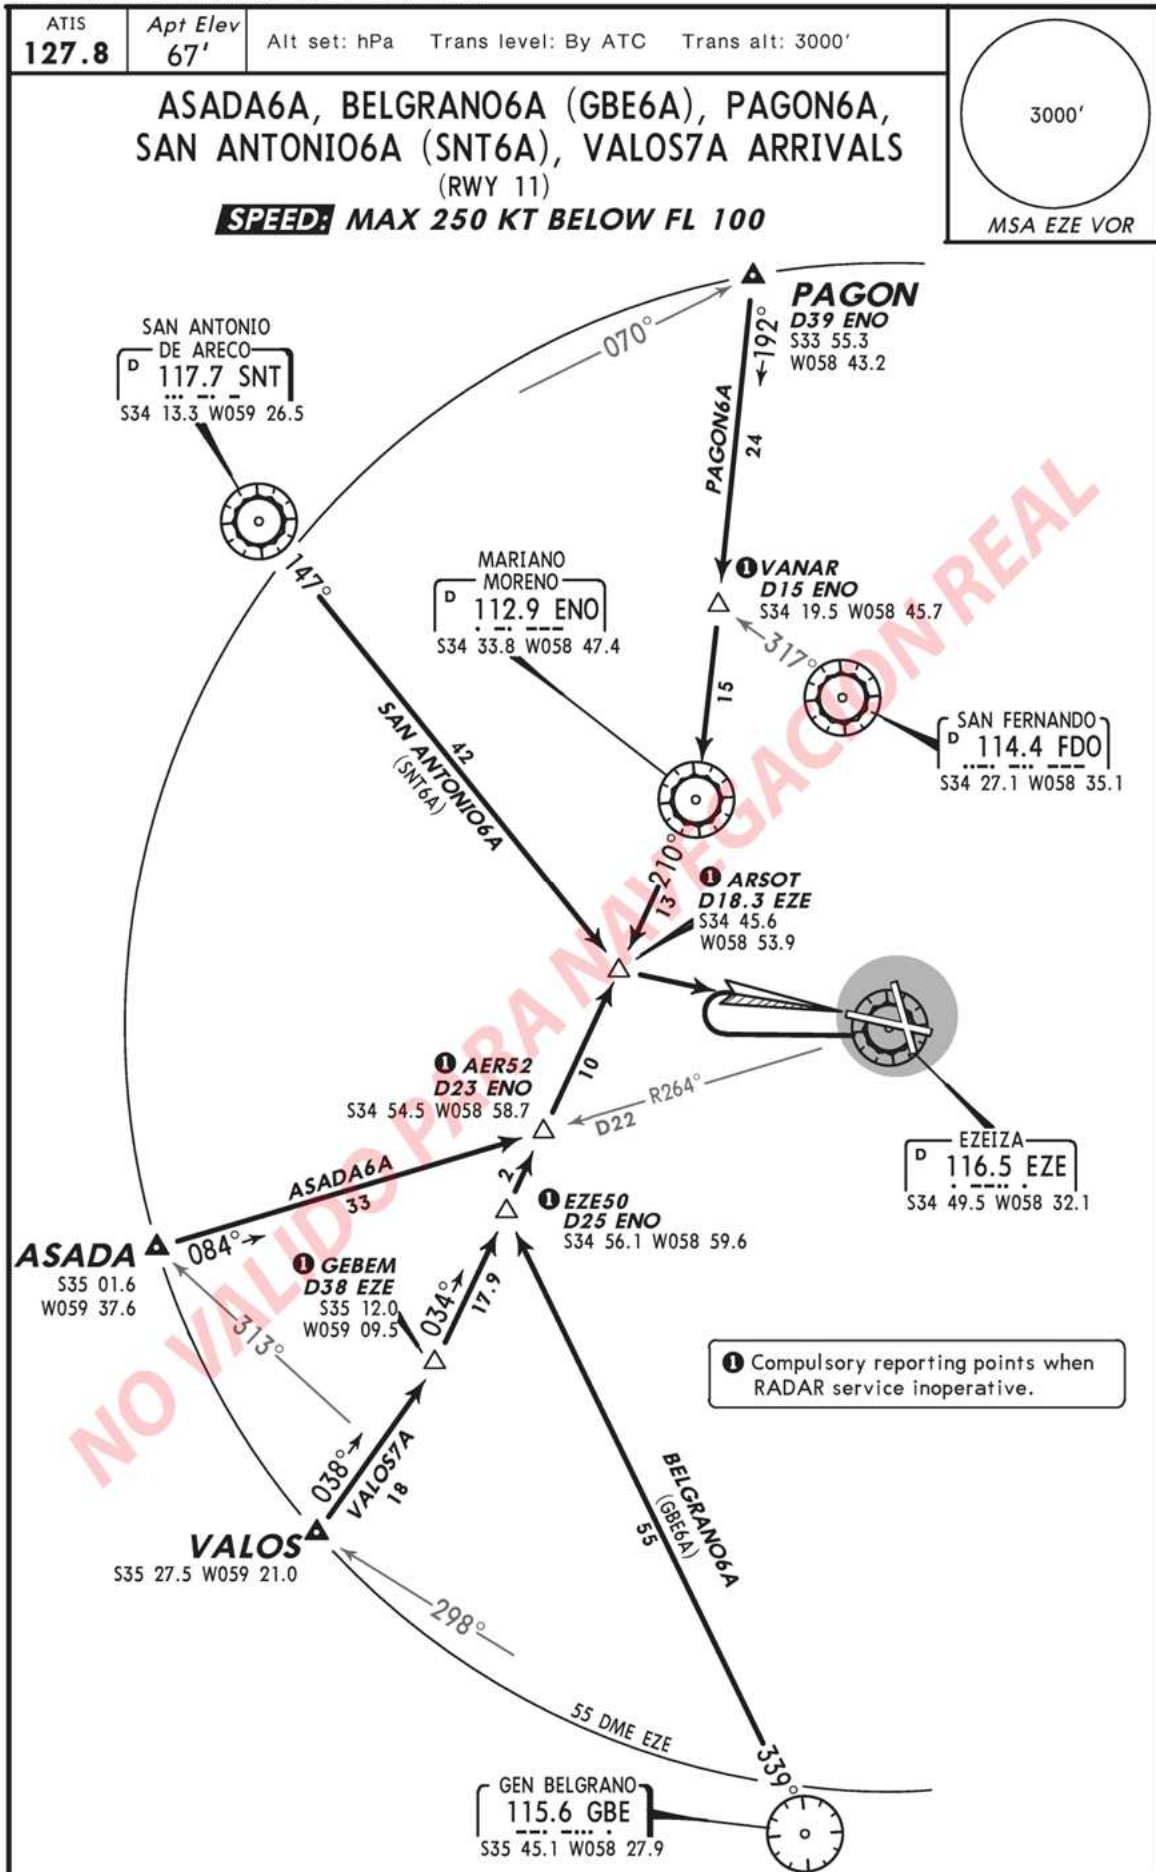 ATIS
127.8
Apt Elev
67'
Alt set: hPa Trans level: By ATC Trans alt: 3000'
3000'
MSA EZE VOR
ASADA6A, BELGRANO6A (GBE6A), PAGON6A,
SAN ANTONIO6A (SNT6A), VALOS7A ARRIVALS
(RWY 11)
SPEED: MAX 250 KT BELOW FL 100
PAGON
D39 ENO
S33 55.3
W058 43.2
070°
192°
PAGON6A
24
SAN ANTONIO
DE ARECO
D 117.7 SNT
S34 13.3 W059 26.5
147°
42
SAN ANTONIO6A
(SNT6A)
MARIANO
MORENO
D 112.9 ENO
S34 33.8 W058 47.4
1 VANAR
D15 ENO
S34 19.5 W058 45.7
317°
15
SAN FERNANDO
D 114.4 FDO
S34 27.1 W058 35.1
210°
13
1 ARSOT
D18.3 EZE
S34 45.6
W058 53.9
10
1 AER52
D23 ENO
S34 54.5 W058 58.7
R264°
D22
EZEIZA
D 116.5 EZE
S34 49.5 W058 32.1
ASADA6A
33
2
1 EZE50
D25 ENO
S34 56.1 W058 59.6
ASADA
S35 01.6
W059 37.6
084°
1 GEBEM
D38 EZE
S35 12.0
W059 09.5
034°
17.9
313°
1 Compulsory reporting points when
RADAR service inoperative.
038°
VALOS7A
18
VALOS
S35 27.5 W059 21.0
298°
BELGRANO6A
(GBE6A)
55
55 DME EZE
339°
GEN BELGRANO
115.6 GBE
S35 45.1 W058 27.9
NO VALIDO PARA NAVEGACION REAL